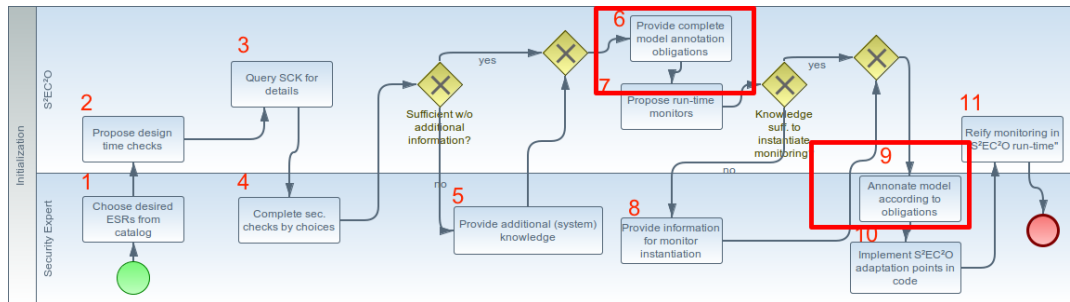 Initialization
S²EC²O
Security Expert
1
Choose desired
ESRs from
catalog
2
Propose design
time checks
3
Query SCK for
details
4
Complete sec.
checks by choices
Sufficient w/o
additional
information?
yes
no
5
Provide additional (system)
knowledge
6
Provide complete
model annotation
obligations
7
Propose run-time
monitors
Knowledge
suff. to
instantiate
monitoring?
yes
no
8
Provide information
for monitor
instantiation
9
Annonate model
according to
obligations
10
Implement S²EC²O
adaptation points in
code
11
Reify monitoring in
"S²EC²O run-time"